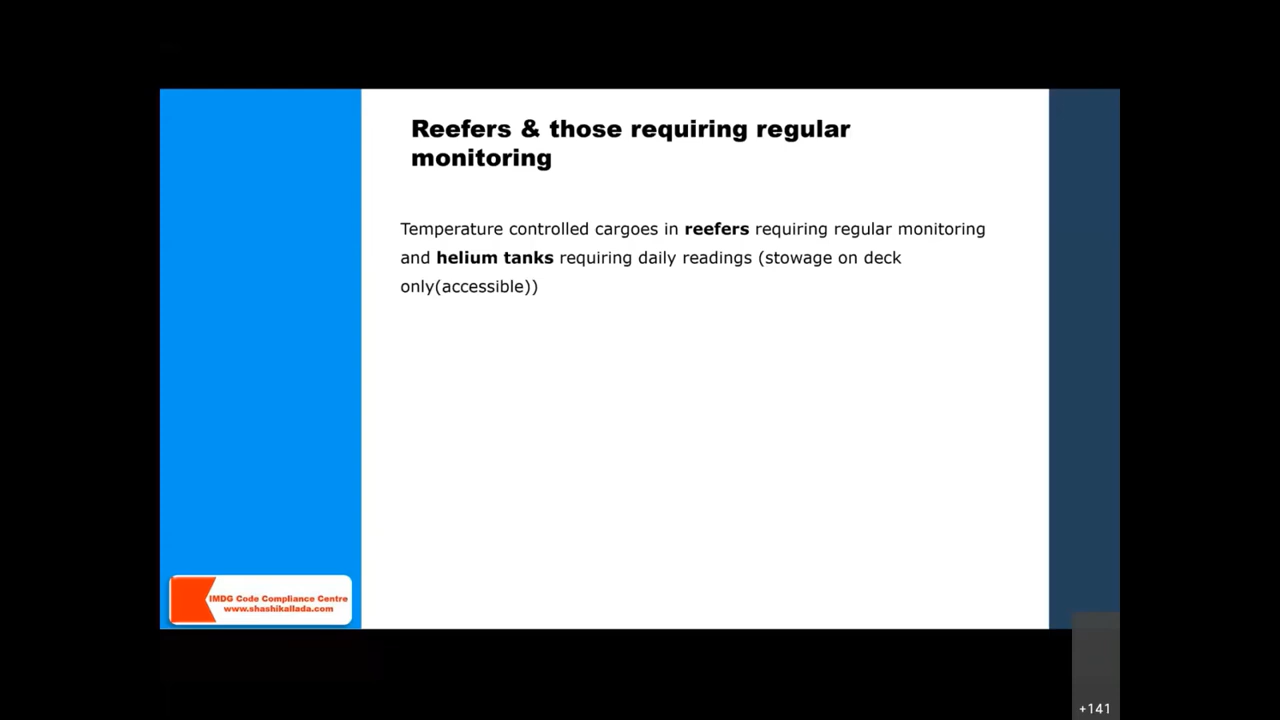 Reefers & those requiring regular
monitoring
Temperature controlled cargoes in reefers requiring regular monitoring
and helium tanks requiring daily readings (stowage on deck
only(accessible))
IMDG Code Compliance Centre
www.shashikallada.com
+141